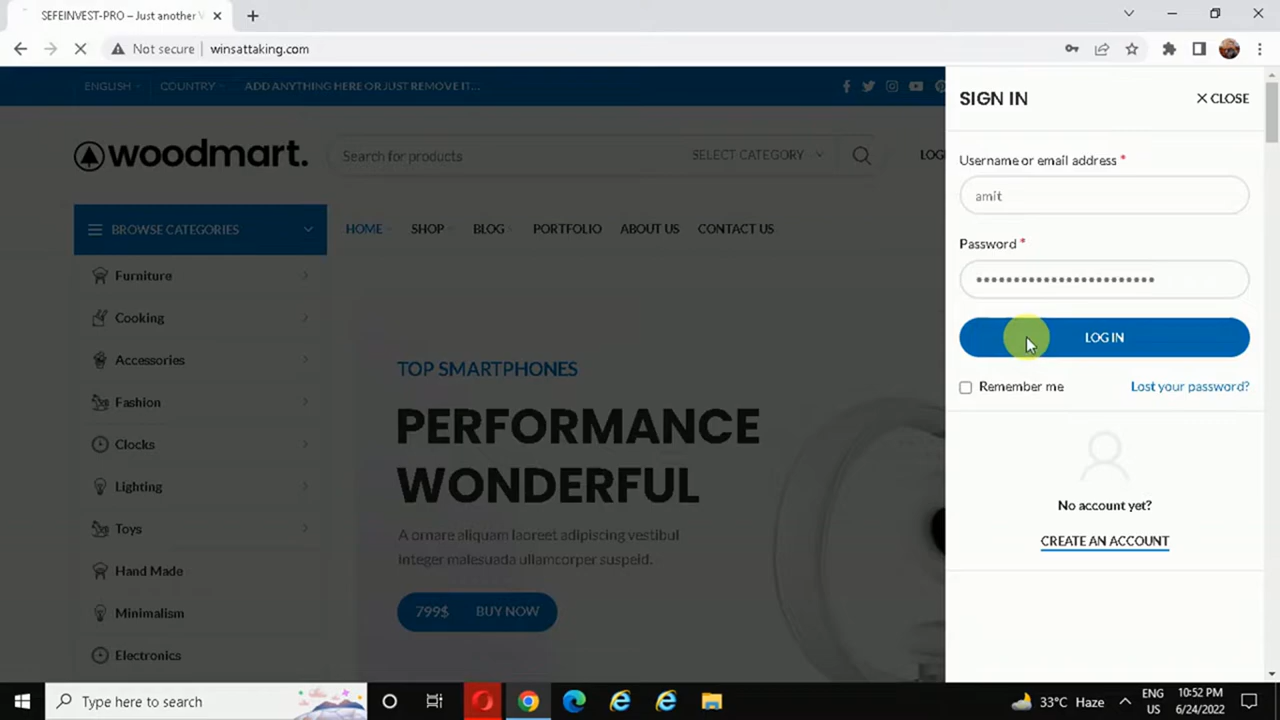 SEFEINVEST-PRO – Just another
Not secure
winsattaking.com
ENGLISH
COUNTRY
ADD ANYTHING HERE OR JUST REMOVE IT...
woodmart.
Search for products
SELECT CATEGORY
BROWSE CATEGORIES
HOME
SHOP
BLOG
PORTFOLIO
ABOUT US
CONTACT US
Furniture
Cooking
Accessories
Fashion
Clocks
Lighting
Toys
Hand Made
Minimalism
Electronics
TOP SMARTPHONES
PERFORMANCE
WONDERFUL
A ornare aliquam laoreet adipiscing vestibul
integer malesuada ullamcorper suspeid.
799$ BUY NOW
SIGN IN
CLOSE
Username or email address *
amit
Password *
LOG IN
Remember me
Lost your password?
No account yet?
CREATE AN ACCOUNT
Type here to search
33°C Haze
ENG
US
10:52 PM
6/24/2022